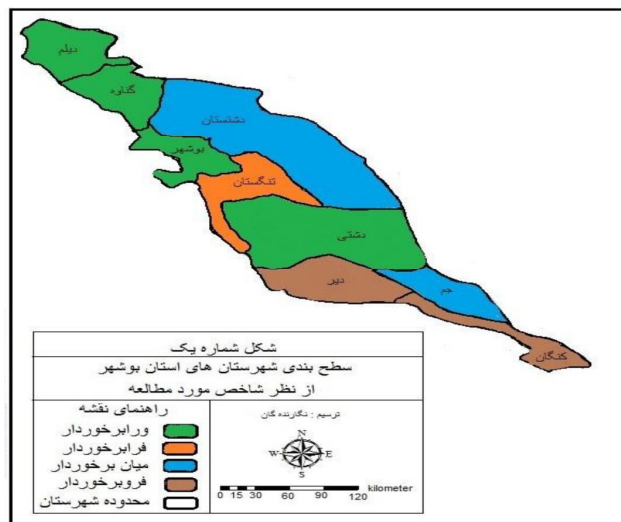 دیلم
گناوه
دشتستان
بوشهر
تنگستان
دشتی
دیر
جم
کنگان
شکل شماره یک
سطح بندی شهرستان های استان بوشهر
از نظر شاخص مورد مطالعه
راهنمای نقشه
ورابرخوردار
فرابرخوردار
میان برخوردار
فروبرخوردار
محدوده شهرستان
ترسیم : نگارنده گان
N
W E
S
kilometer
0 15 30 60 90 120